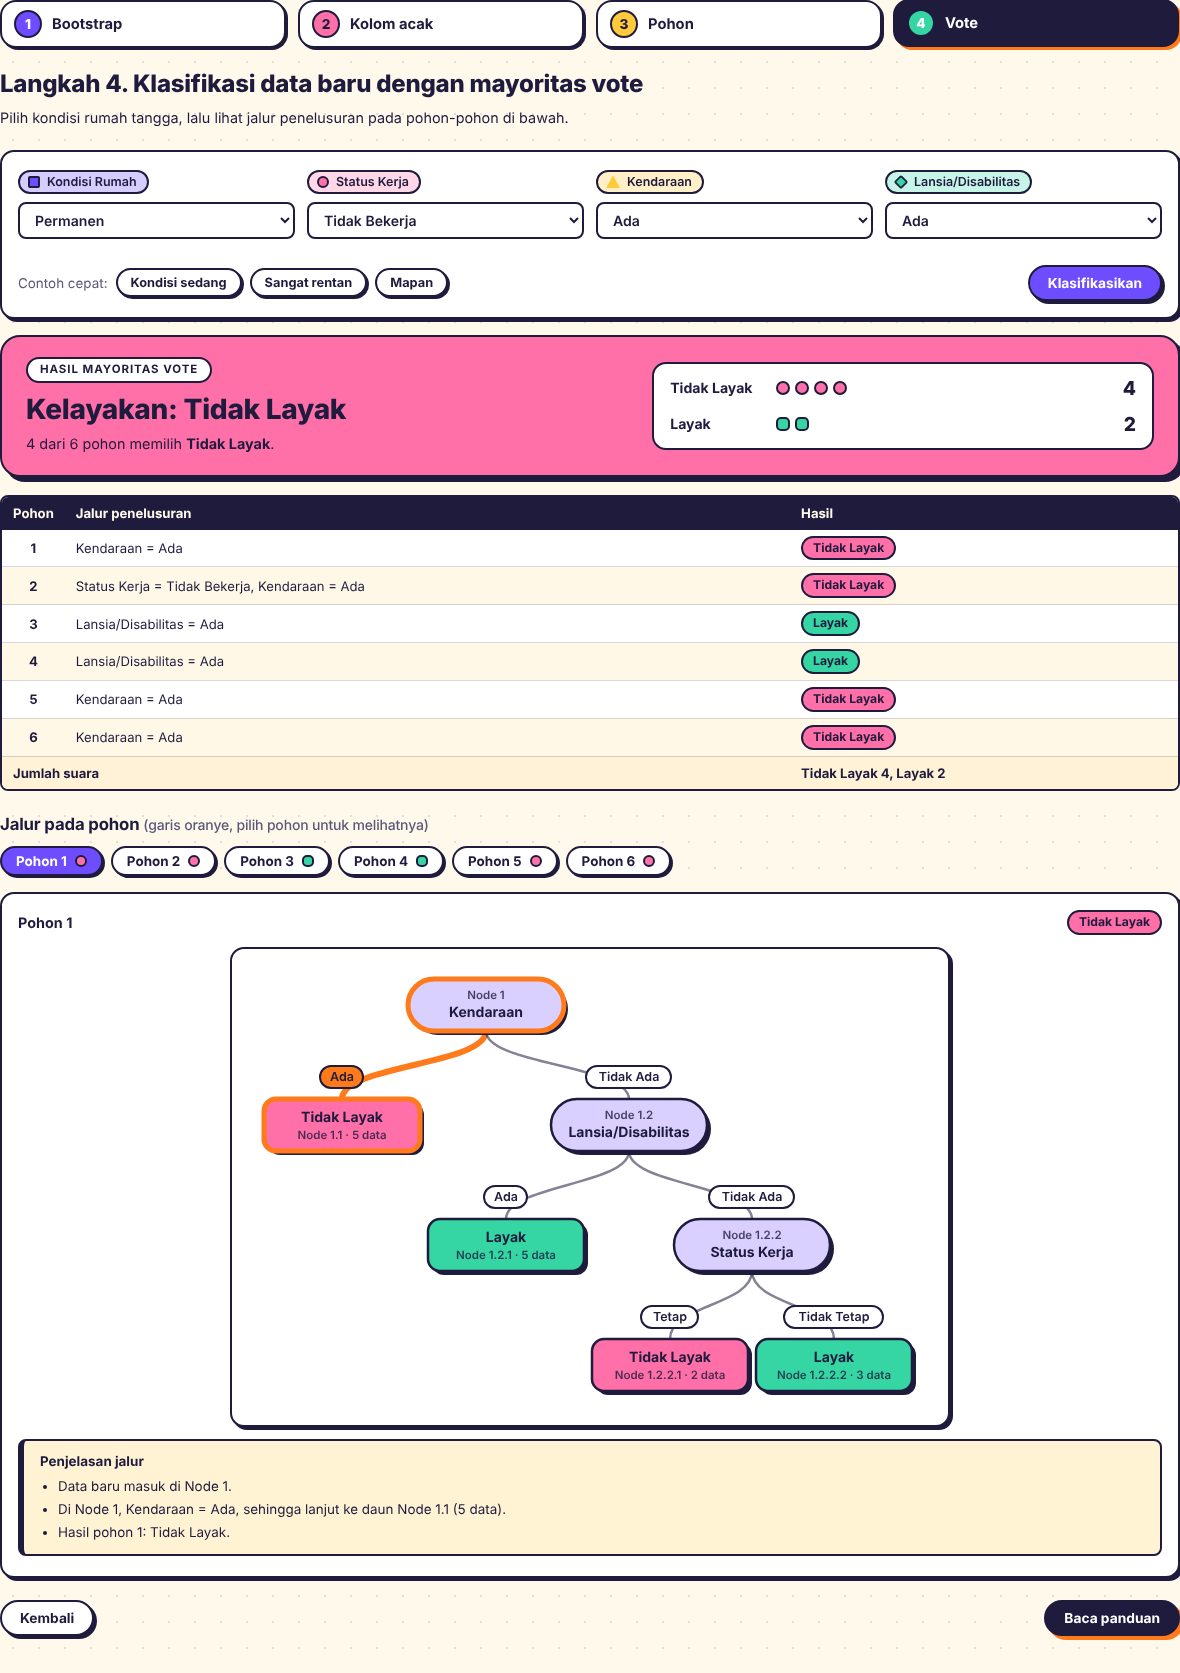 1 Bootstrap
2 Kolom acak
3 Pohon
4 Vote
Langkah 4. Klasifikasi data baru dengan mayoritas vote
Pilih kondisi rumah tangga, lalu lihat jalur penelusuran pada pohon-pohon di bawah.
Kondisi Rumah
Status Kerja
Kendaraan
Lansia/Disabilitas
Permanen
Tidak Bekerja
Ada
Ada
Contoh cepat: Kondisi sedang Sangat rentan Mapan
Klasifikasikan
HASIL MAYORITAS VOTE
Kelayakan: Tidak Layak
4 dari 6 pohon memilih Tidak Layak.
Tidak Layak 4
Layak 2
Pohon Jalur penelusuran Hasil
1 Kendaraan = Ada Tidak Layak
2 Status Kerja = Tidak Bekerja, Kendaraan = Ada Tidak Layak
3 Lansia/Disabilitas = Ada Layak
4 Lansia/Disabilitas = Ada Layak
5 Kendaraan = Ada Tidak Layak
6 Kendaraan = Ada Tidak Layak
Jumlah suara Tidak Layak 4, Layak 2
Jalur pada pohon (garis oranye, pilih pohon untuk melihatnya)
Pohon 1
Pohon 2
Pohon 3
Pohon 4
Pohon 5
Pohon 6
Pohon 1
Tidak Layak
Node 1
Kendaraan
Ada
Tidak Ada
Tidak Layak
Node 1.1 · 5 data
Node 1.2
Lansia/Disabilitas
Ada
Tidak Ada
Layak
Node 1.2.1 · 5 data
Node 1.2.2
Status Kerja
Tetap
Tidak Tetap
Tidak Layak
Node 1.2.2.1 · 2 data
Layak
Node 1.2.2.2 · 3 data
Penjelasan jalur
• Data baru masuk di Node 1.
• Di Node 1, Kendaraan = Ada, sehingga lanjut ke daun Node 1.1 (5 data).
• Hasil pohon 1: Tidak Layak.
Kembali
Baca panduan